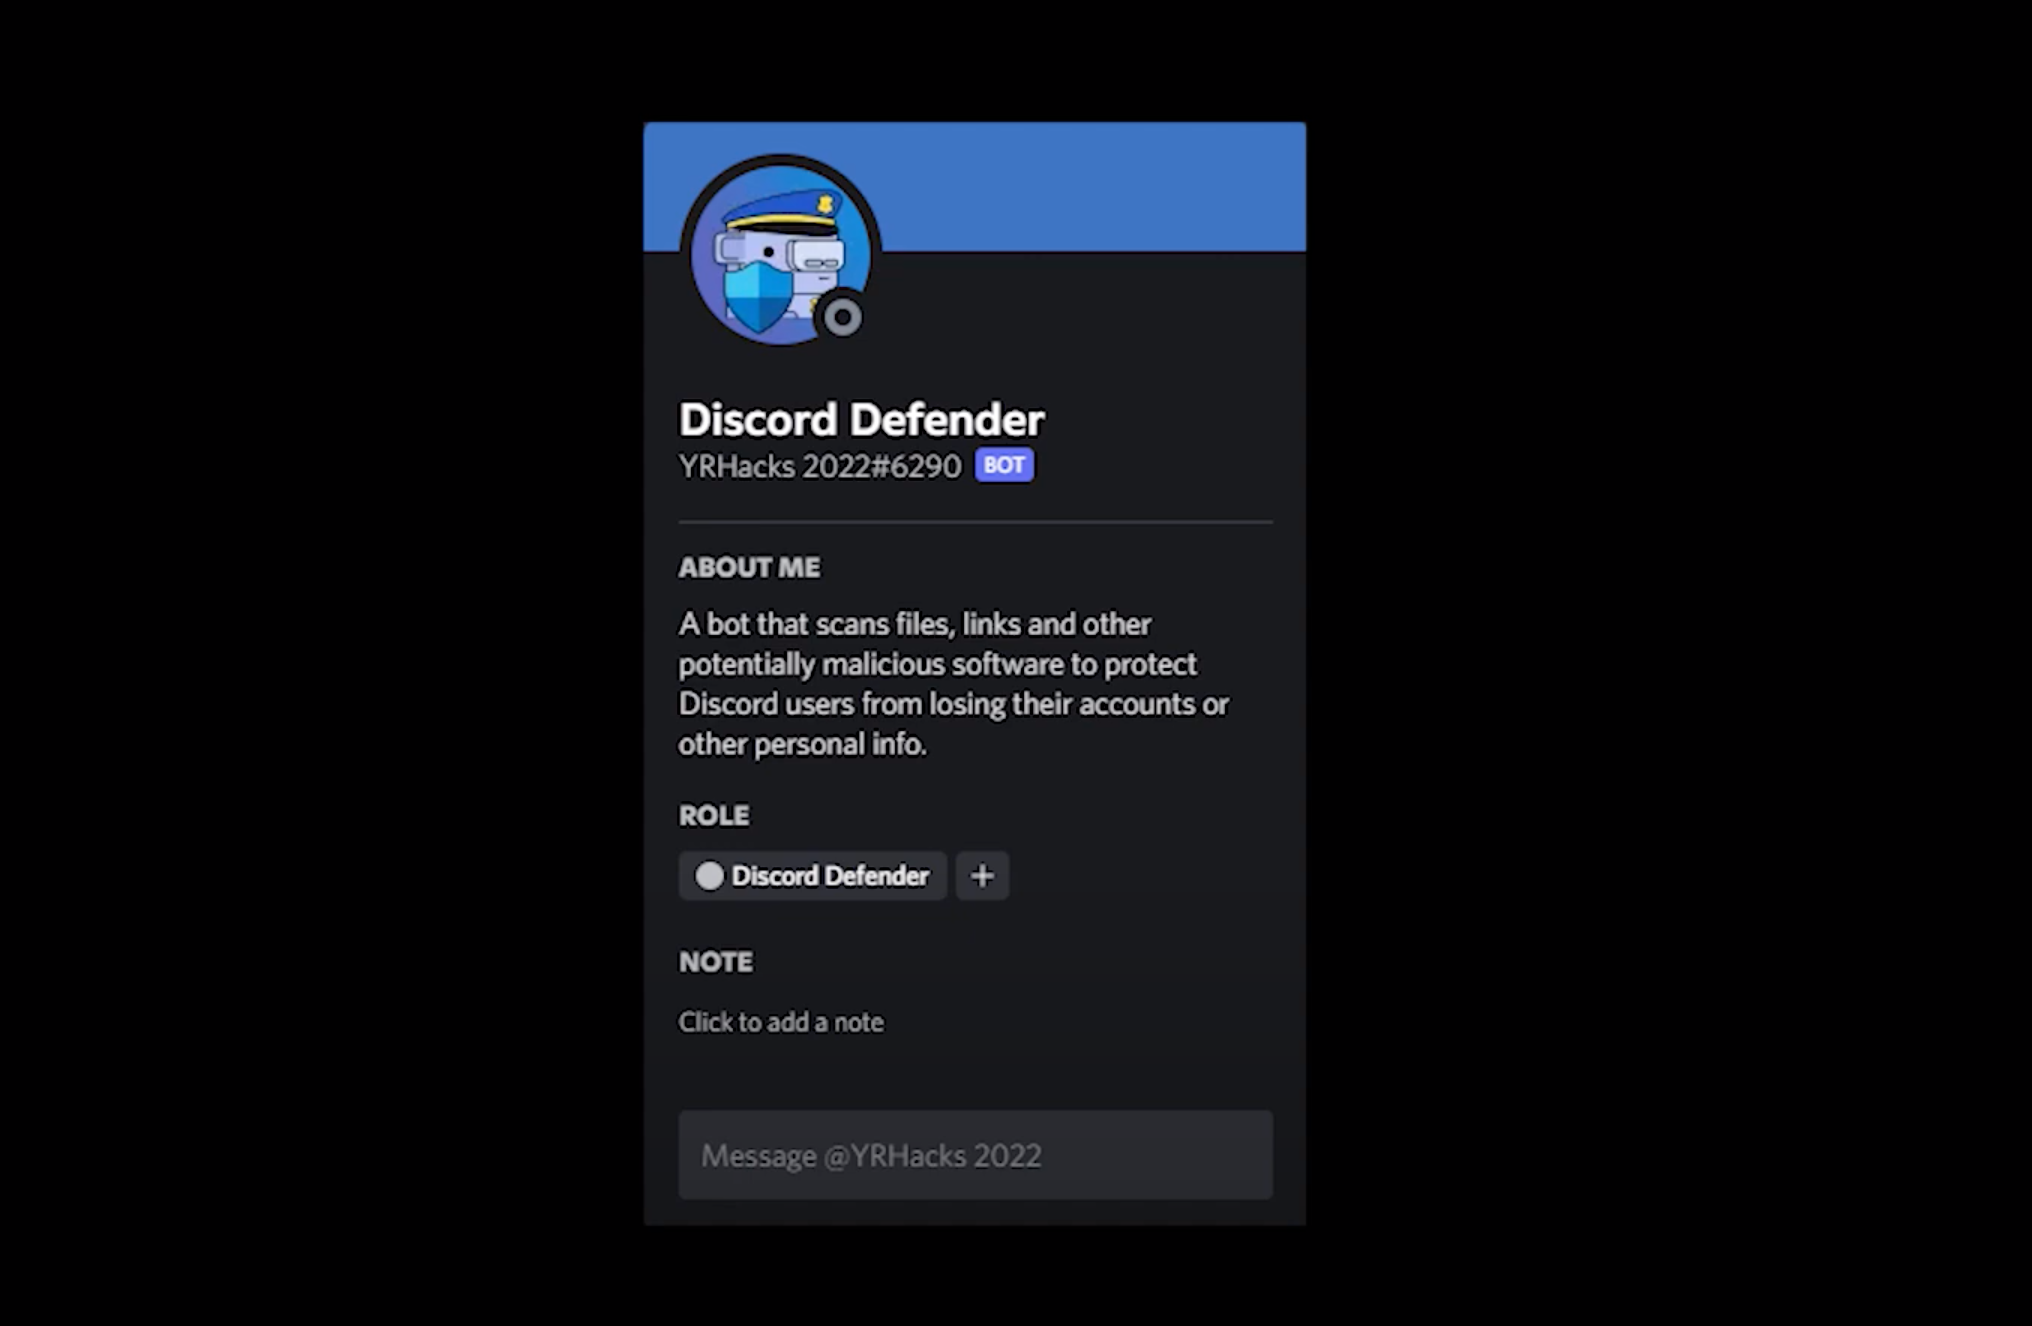 Discord Defender
YRHacks 2022#6290 BOT
ABOUT ME
A bot that scans files, links and other
potentially malicious software to protect
Discord users from losing their accounts or
other personal info.
ROLE
Discord Defender +
NOTE
Click to add a note
Message @YRHacks 2022